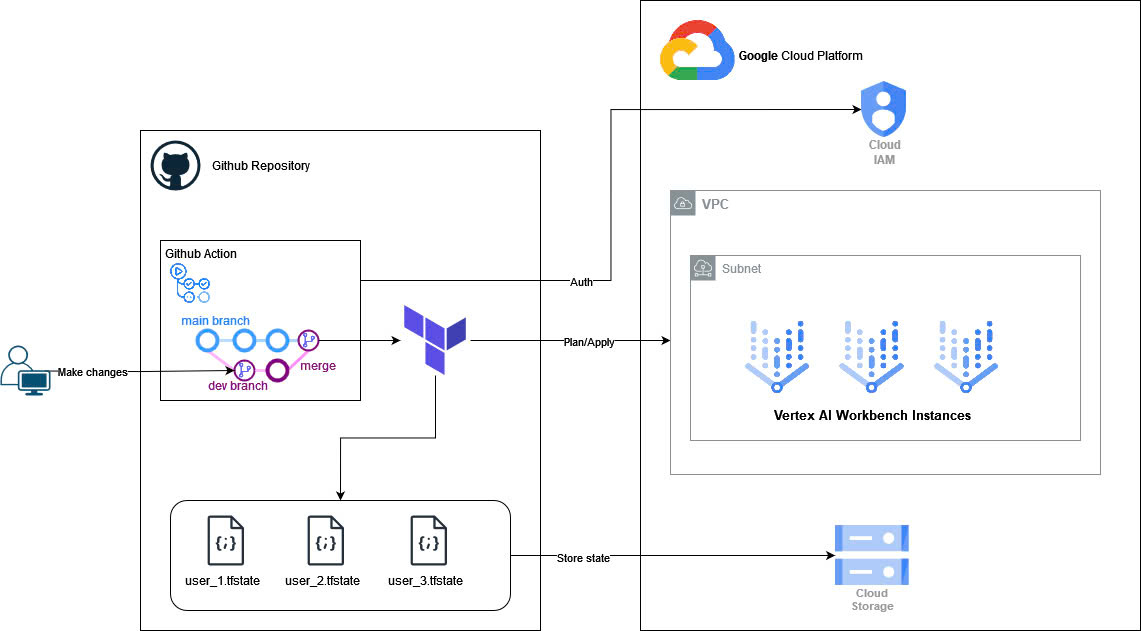 Google Cloud Platform
Cloud
IAM
Github Repository
VPC
Github Action
Subnet
Auth
main branch
Plan/Apply
merge
Make changes
dev branch
Vertex AI Workbench Instances
user_1.tfstate
user_2.tfstate
user_3.tfstate
Store state
Cloud
Storage